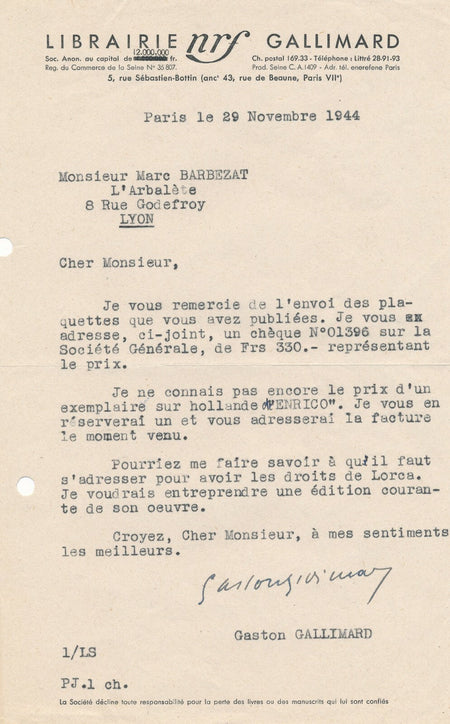 LIBRAIRIE nrf GALLIMARD
12.000.000
Soc. Anon. au capital de fr.
Ch. postal 169.33 - Téléphone : Littré 28-91-93
Reg. du Commerce de la Seine N° 35 807.
Prod. Seine C. A. 1409 - Adr. tél. enerefene Paris
5, rue Sébastien-Bottin (anc¹ 43, rue de Beaune, Paris VIIe)
Paris le 29 Novembre 1944
Monsieur Marc BARBEZAT
L'Arbalète
8 Rue Godefroy
LYON
Cher Monsieur,
Je vous remercie de l'envoi des pla-
quettes que vous avez publiées. Je vous
adresse, ci-joint, un chèque N°01396 sur la
Société Générale, de Frs 330.- représentant
le prix.
Je ne connais pas encore le prix d'un
exemplaire sur hollande d'"ENRICO". Je vous en
réserverai un et vous adresserai la facture
le moment venu.
Pourriez me faire savoir à qu'il faut
s'adresser pour avoir les droits de Lorca.
Je voudrais entreprendre une édition couran-
te de son oeuvre.
Croyez, Cher Monsieur, à mes sentiments
les meilleurs.
Gaston Gallimard
Gaston GALLIMARD
1/LS
PJ.1 ch.
La Société décline toute responsabilité pour la perte des livres ou des manuscrits qui lui sont confiés